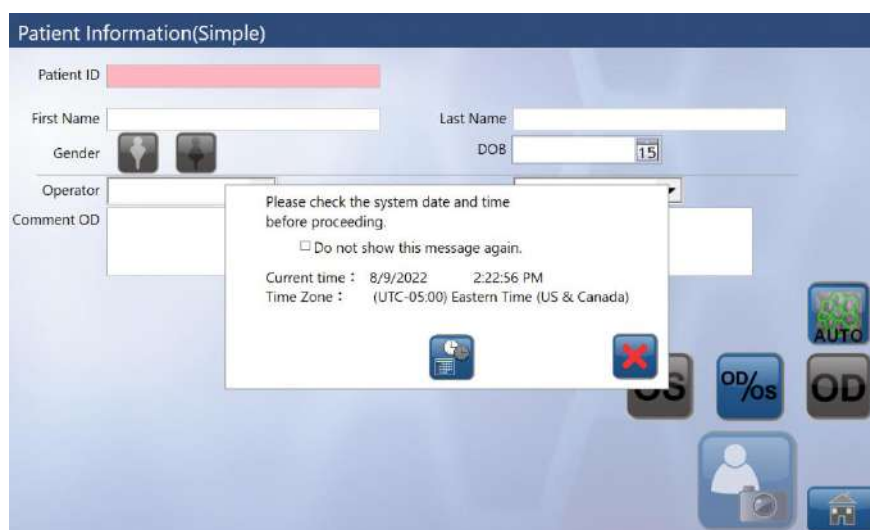 Patient Information(Simple)
Patient ID
First Name
Last Name
Gender
DOB
15
Operator
Comment OD
Please check the system date and time
before proceeding.
Do not show this message again.
Current time : 8/9/2022 2:22:56 PM
Time Zone : (UTC-05:00) Eastern Time (US & Canada)
AUTO
OS
OD/OS
OD